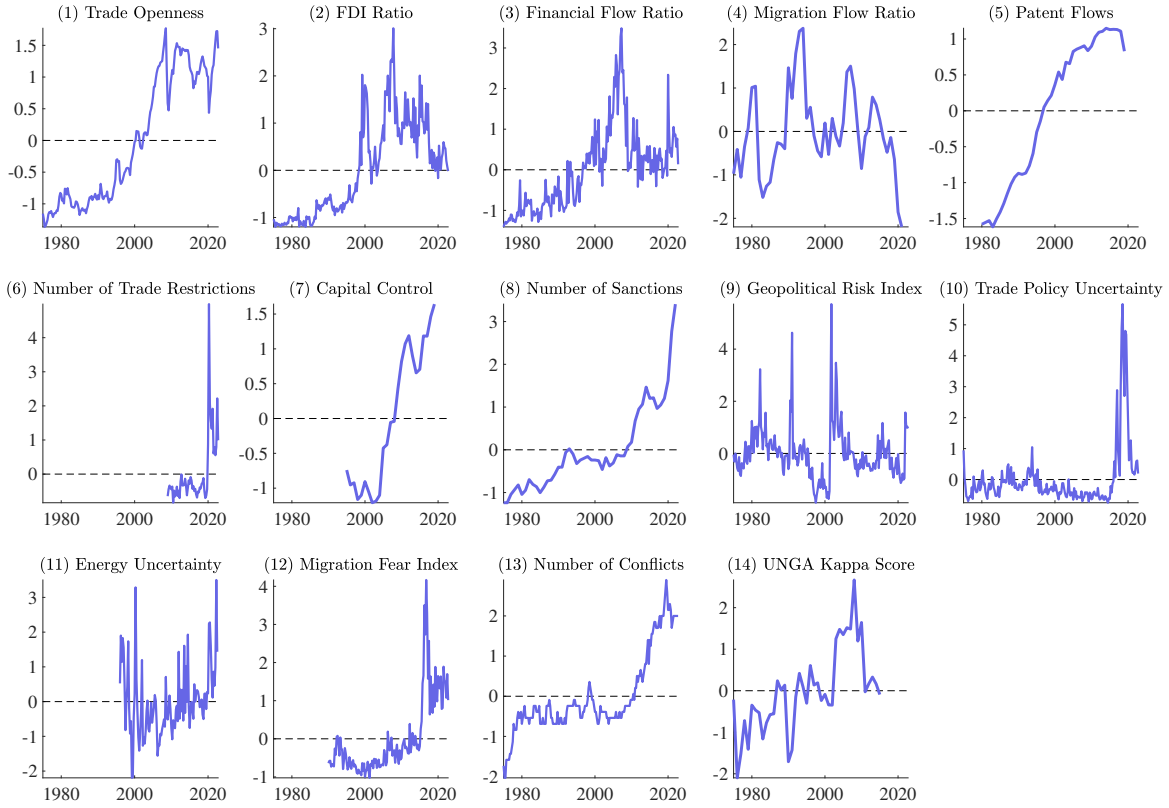 (1) Trade Openness (2) FDI Ratio (3) Financial Flow Ratio (4) Migration Flow Ratio (5) Patent Flows
1.5 1 0.5 0 -0.5 -1
3 2 1 0 -1
3 2 1 0 -1
2 1 0 -1 -2
1 0.5 0 -0.5 -1 -1.5
1980 2000 2020 1980 2000 2020 1980 2000 2020 1980 2000 2020 1980 2000 2020
(6) Number of Trade Restrictions (7) Capital Control (8) Number of Sanctions (9) Geopolitical Risk Index (10) Trade Policy Uncertainty
4 3 2 1 0
1.5 1 0.5 0 -0.5 -1
3 2 1 0 -1
4 2 0
5 4 3 2 1 0
1980 2000 2020 1980 2000 2020 1980 2000 2020 1980 2000 2020 1980 2000 2020
(11) Energy Uncertainty (12) Migration Fear Index (13) Number of Conflicts (14) UNGA Kappa Score
3 2 1 0 -1 -2
4 3 2 1 0 -1
2 1 0 -1 -2
2 1 0 -1 -2
1980 2000 2020 1980 2000 2020 1980 2000 2020 1980 2000 2020